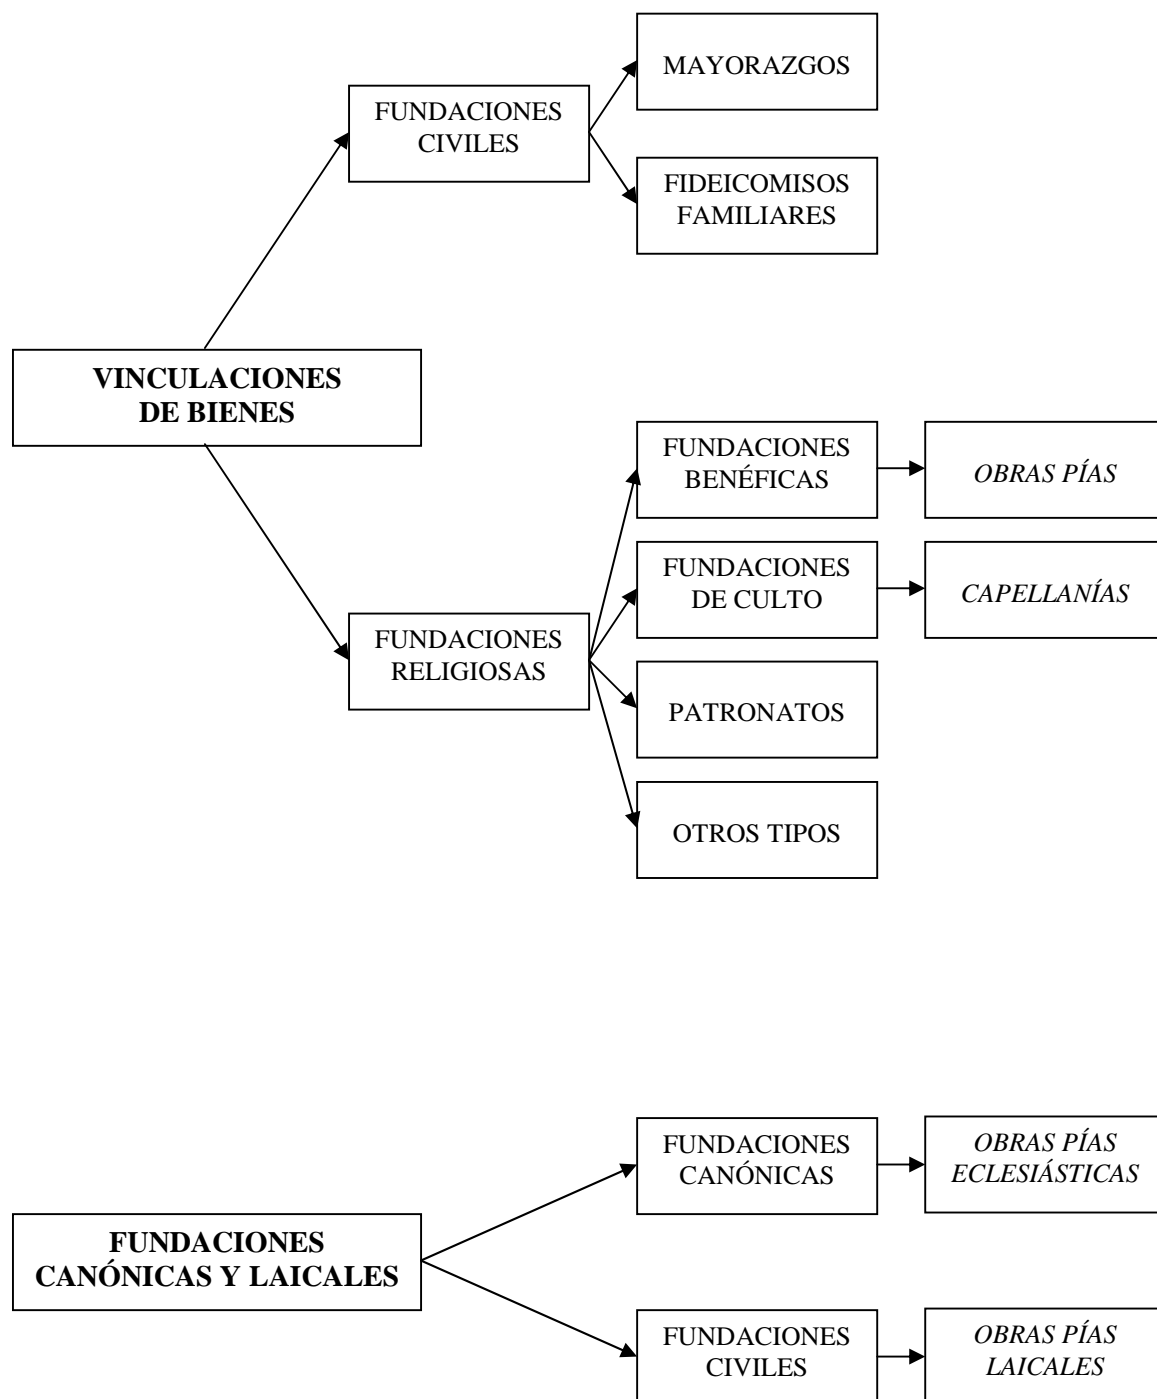 MAYORAZGOS
FUNDACIONES
CIVILES
FIDEICOMISOS
FAMILIARES
VINCULACIONES
DE BIENES
FUNDACIONES
BENÉFICAS
OBRAS PÍAS
FUNDACIONES
DE CULTO
CAPELLANÍAS
FUNDACIONES
RELIGIOSAS
PATRONATOS
OTROS TIPOS
FUNDACIONES
CANÓNICAS
OBRAS PÍAS
ECLESIÁSTICAS
FUNDACIONES
CANÓNICAS Y LAICALES
FUNDACIONES
CIVILES
OBRAS PÍAS
LAICALES